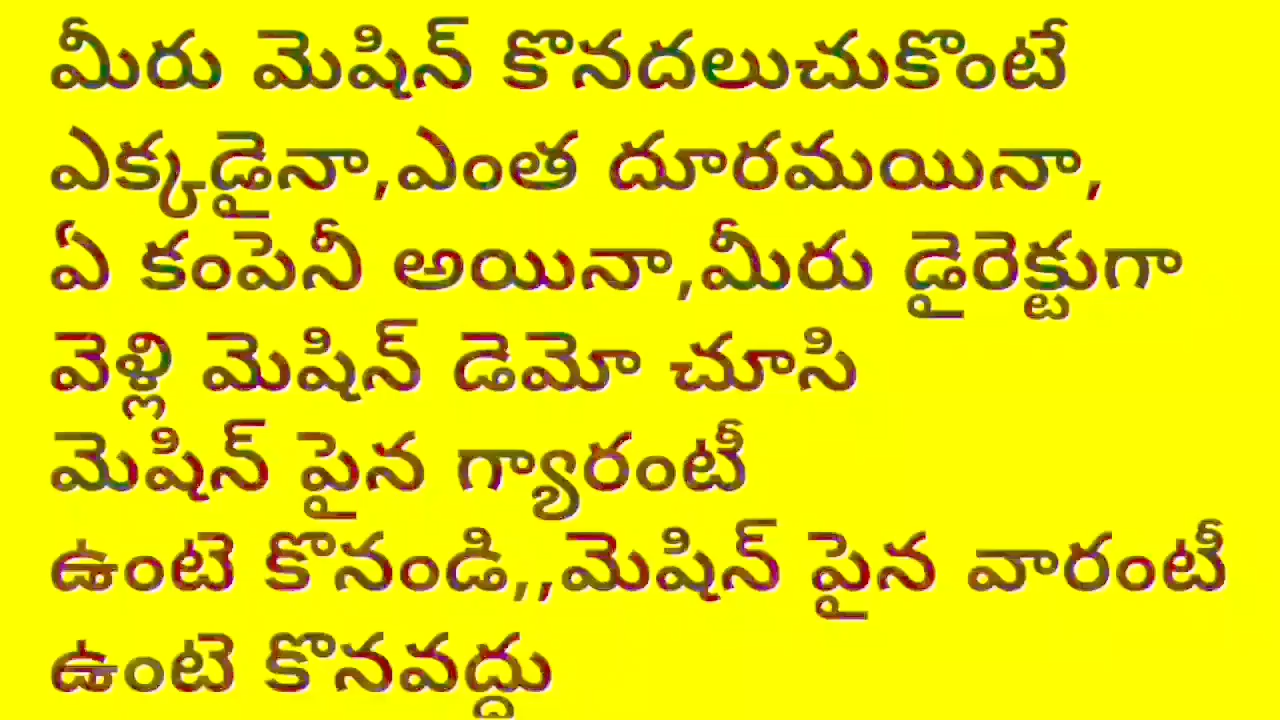 మీరు మెషిన్ కొనదలుచుకొంటే
ఎక్కడైనా,ఎంత దూరమయినా,
ఏ కంపెనీ అయినా,మీరు డైరెక్టుగా
వెళ్లి మెషిన్ డెమో చూసి
మెషిన్ పైన గ్యారంటీ
ఉంటె కొనండి,,మెషిన్ పైన వారంటీ
ఉంటె కొనవద్దు